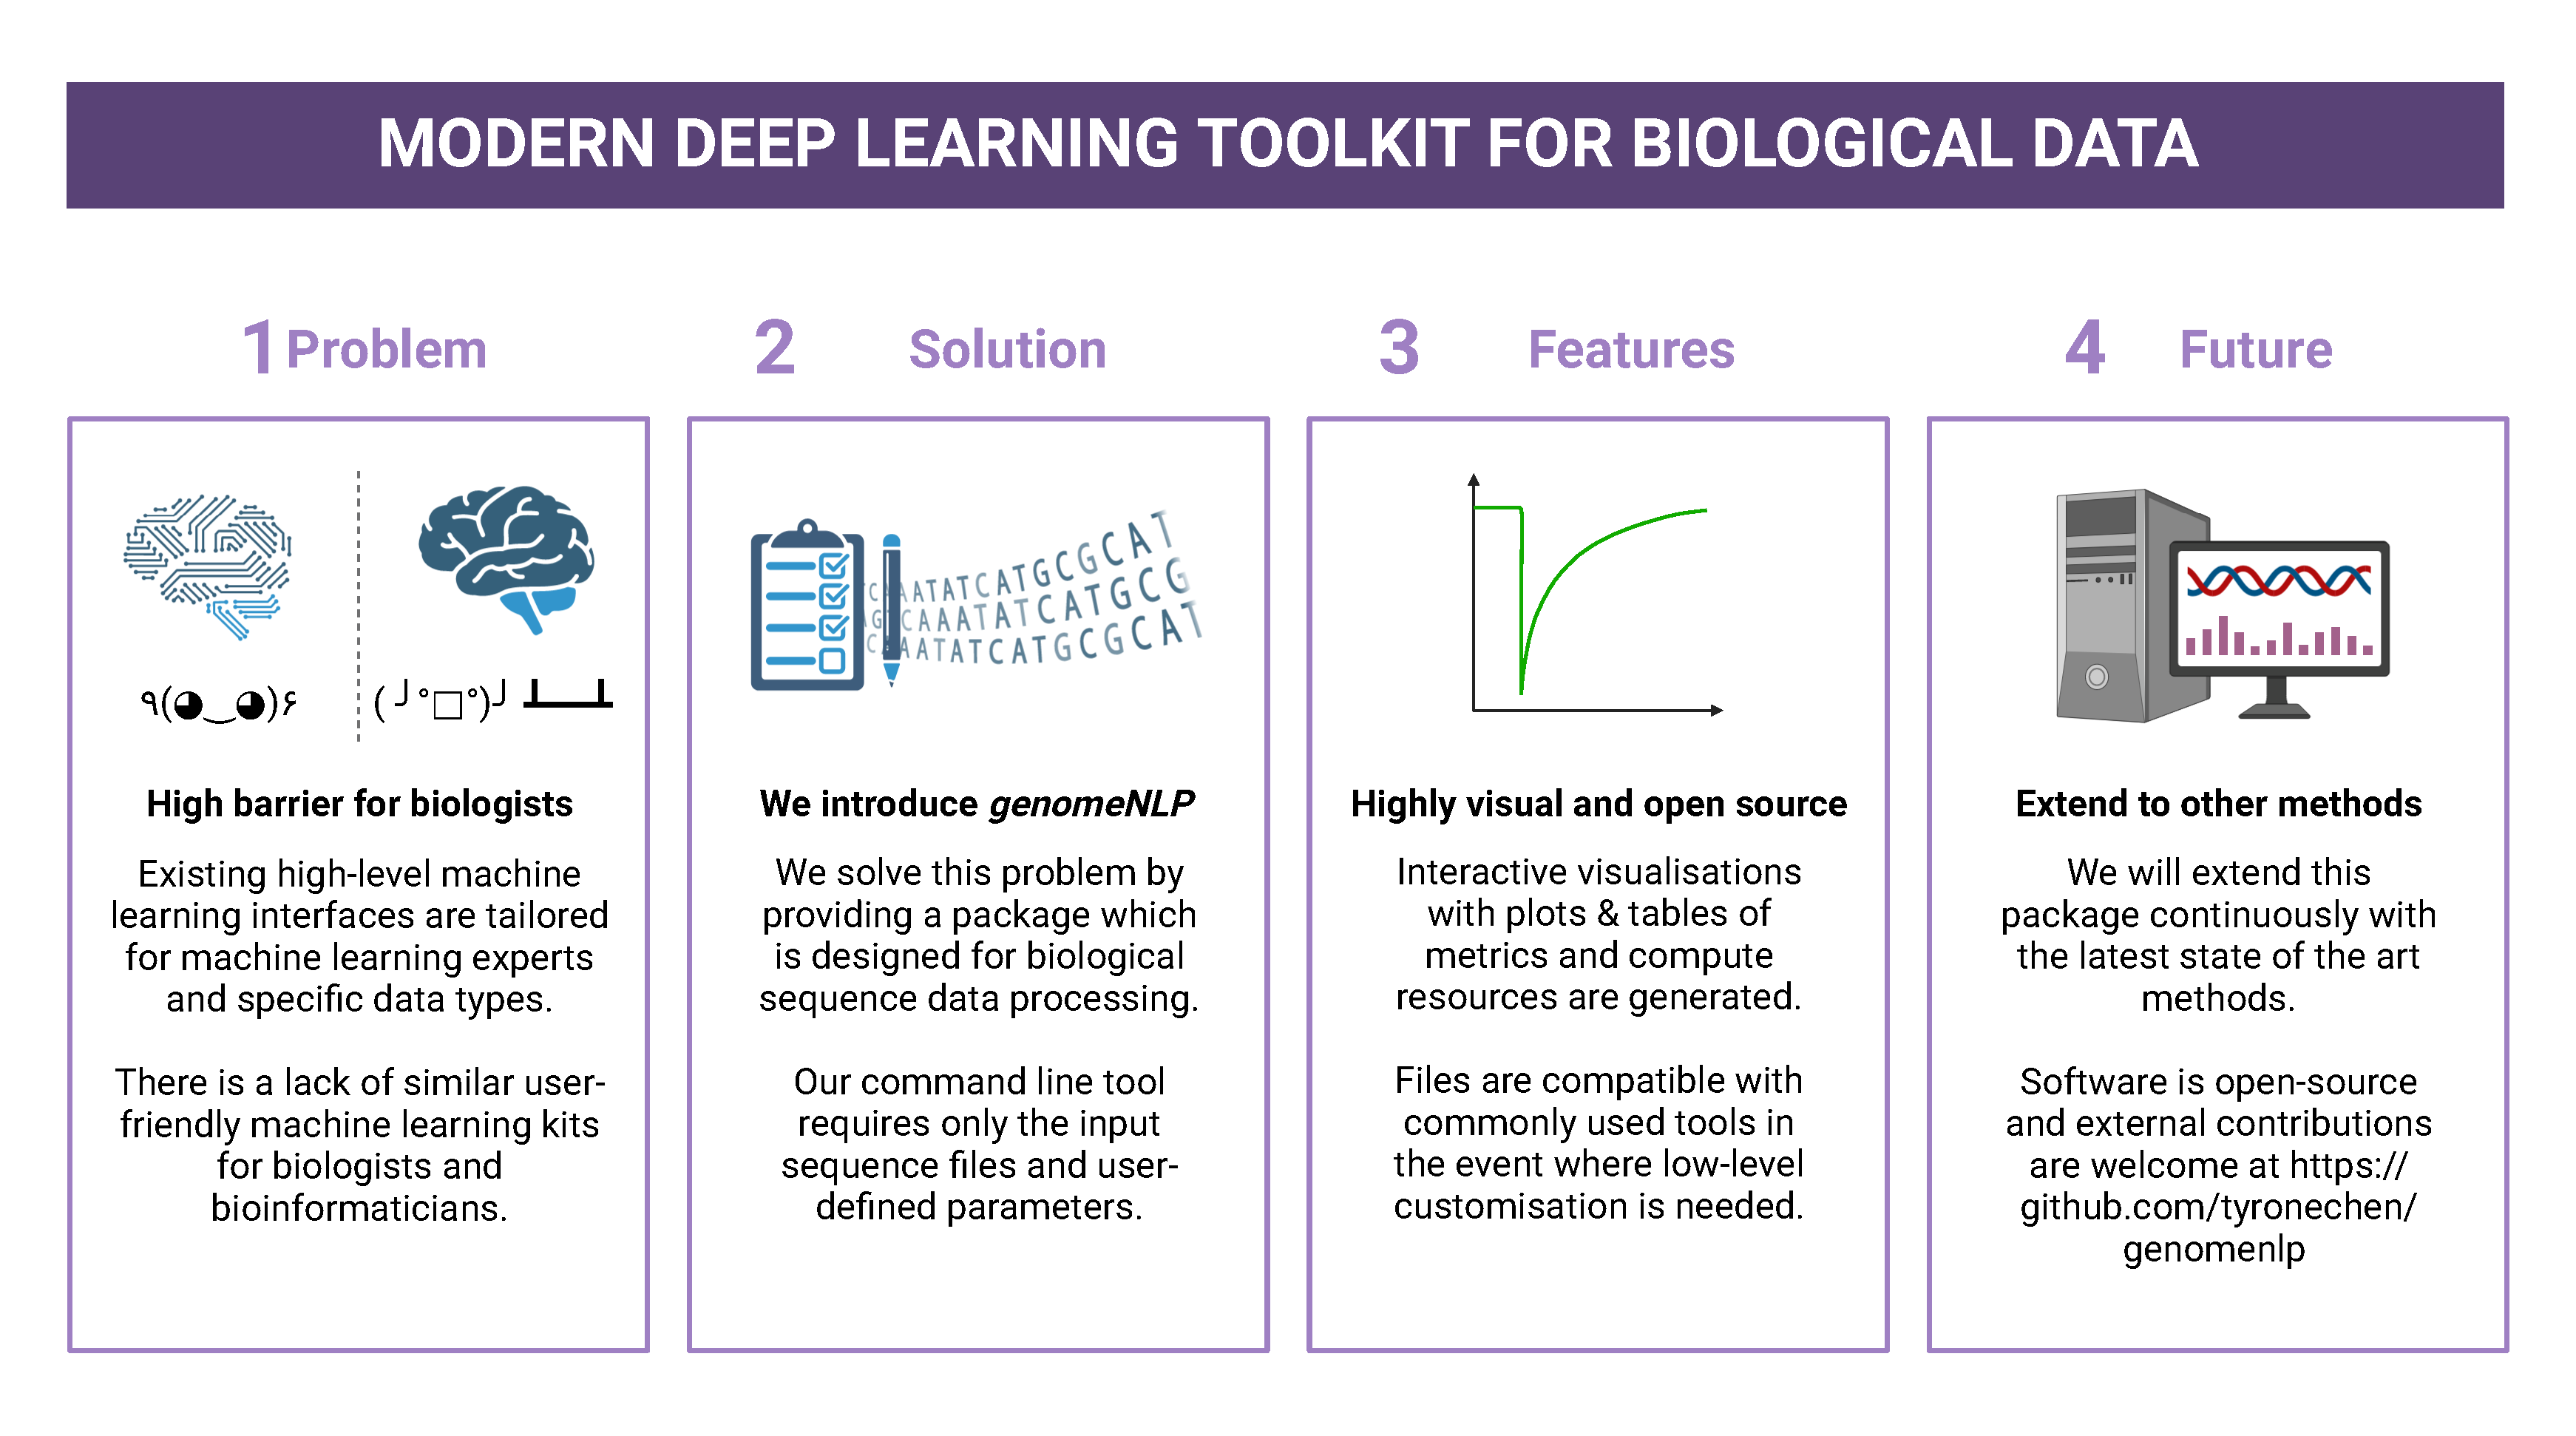 MODERN DEEP LEARNING TOOLKIT FOR BIOLOGICAL DATA
1 Problem
٩(◕‿◕)۶
(╯°□°)╯ ┻━┻
High barrier for biologists
Existing high-level machine
learning interfaces are tailored
for machine learning experts
and specific data types.
There is a lack of similar user-
friendly machine learning kits
for biologists and
bioinformaticians.
2 Solution
AATATCATGCGCAT
CAAATATCATGCG
AATATCATGCGCAT
We introduce genomeNLP
We solve this problem by
providing a package which
is designed for biological
sequence data processing.
Our command line tool
requires only the input
sequence files and user-
defined parameters.
3 Features
Highly visual and open source
Interactive visualisations
with plots & tables of
metrics and compute
resources are generated.
Files are compatible with
commonly used tools in
the event where low-level
customisation is needed.
4 Future
Extend to other methods
We will extend this
package continuously with
the latest state of the art
methods.
Software is open-source
and external contributions
are welcome at https://
github.com/tyronechen/
genomenlp